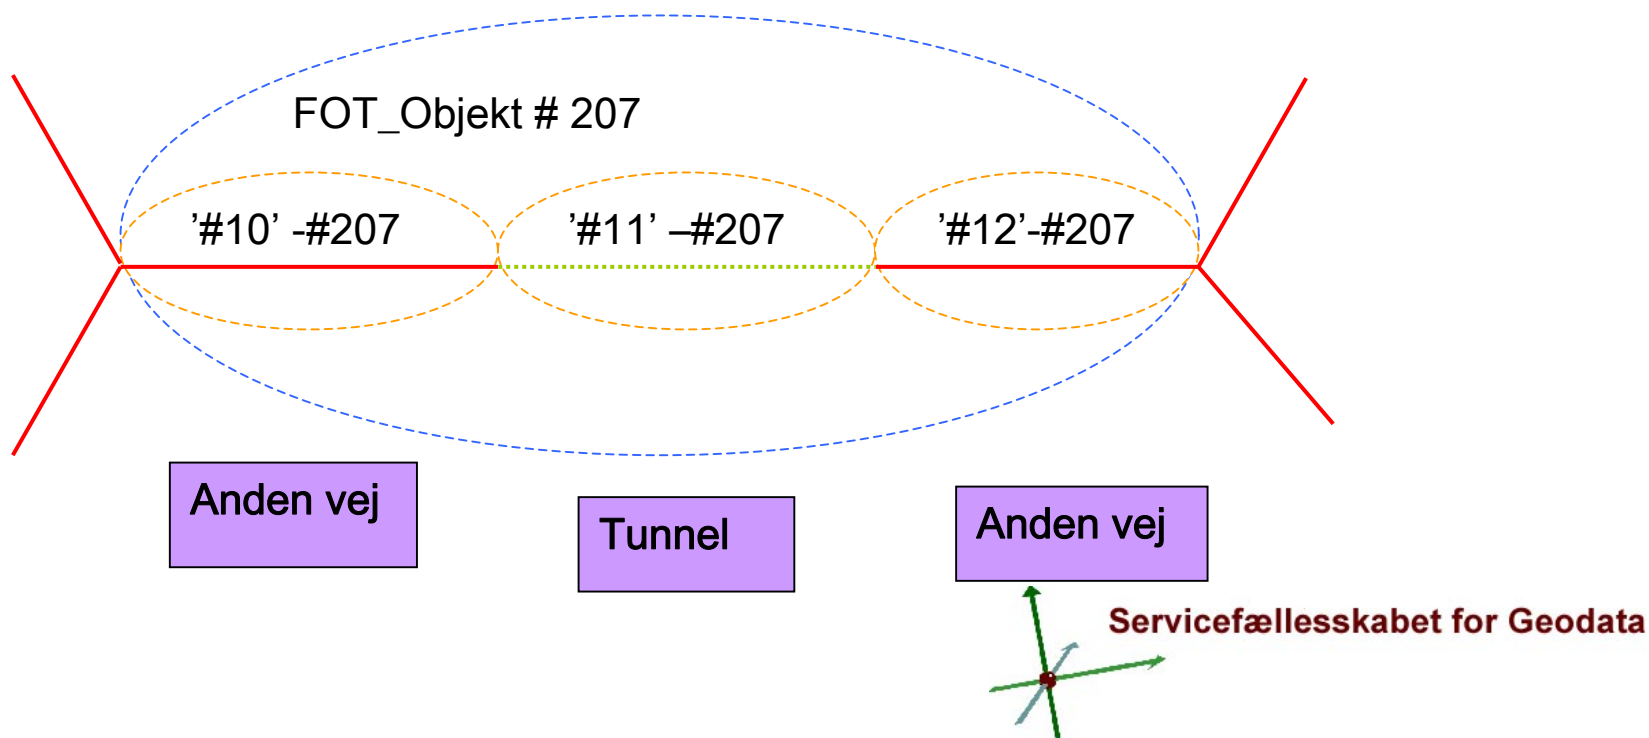 FOT_Objekt # 207
’#10’ -#207
’#11’ –#207
’#12’-#207
Anden vej
Tunnel
Anden vej
Servicefællesskabet for Geodata